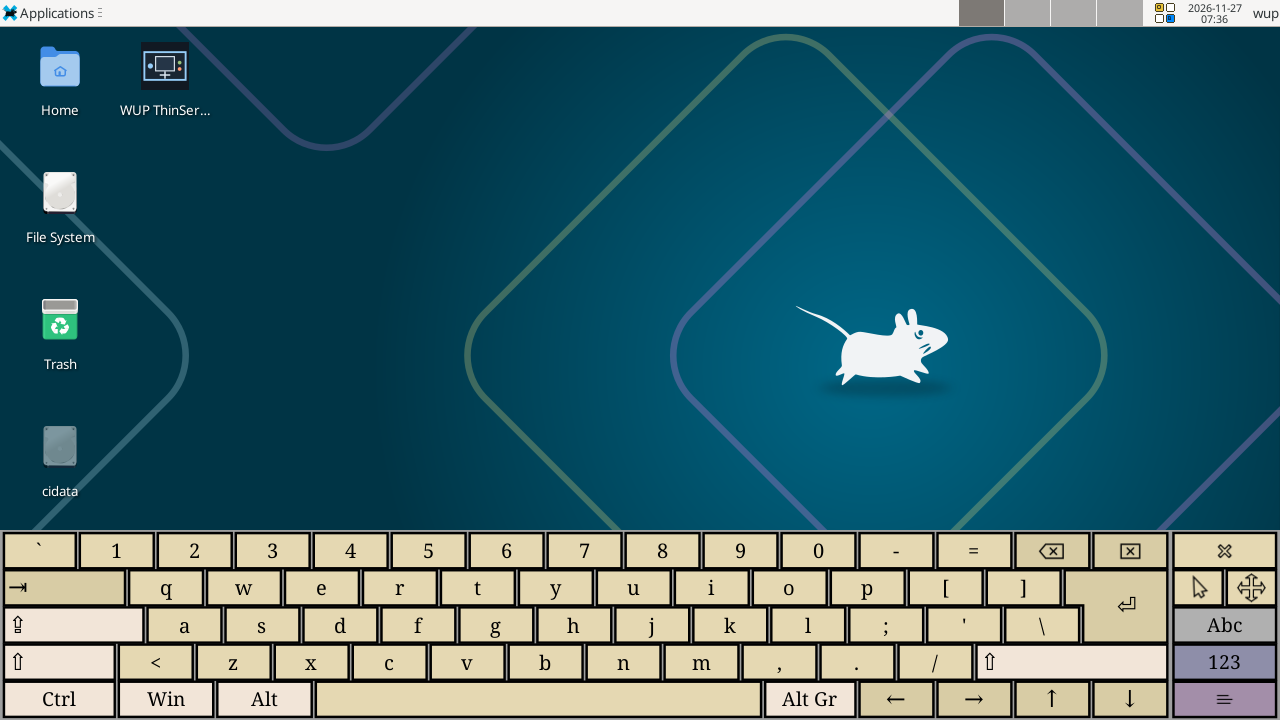 Applications
2026-11-27
07:36
wup
Home
WUP ThinSer...
File System
Trash
cidata
` 1 2 3 4 5 6 7 8 9 0 - =
q w e r t y u i o p [ ]
a s d f g h j k l ; ' \ Abc
< z x c v b n m , . / 123
Ctrl Win Alt Alt Gr ← → ↑ ↓